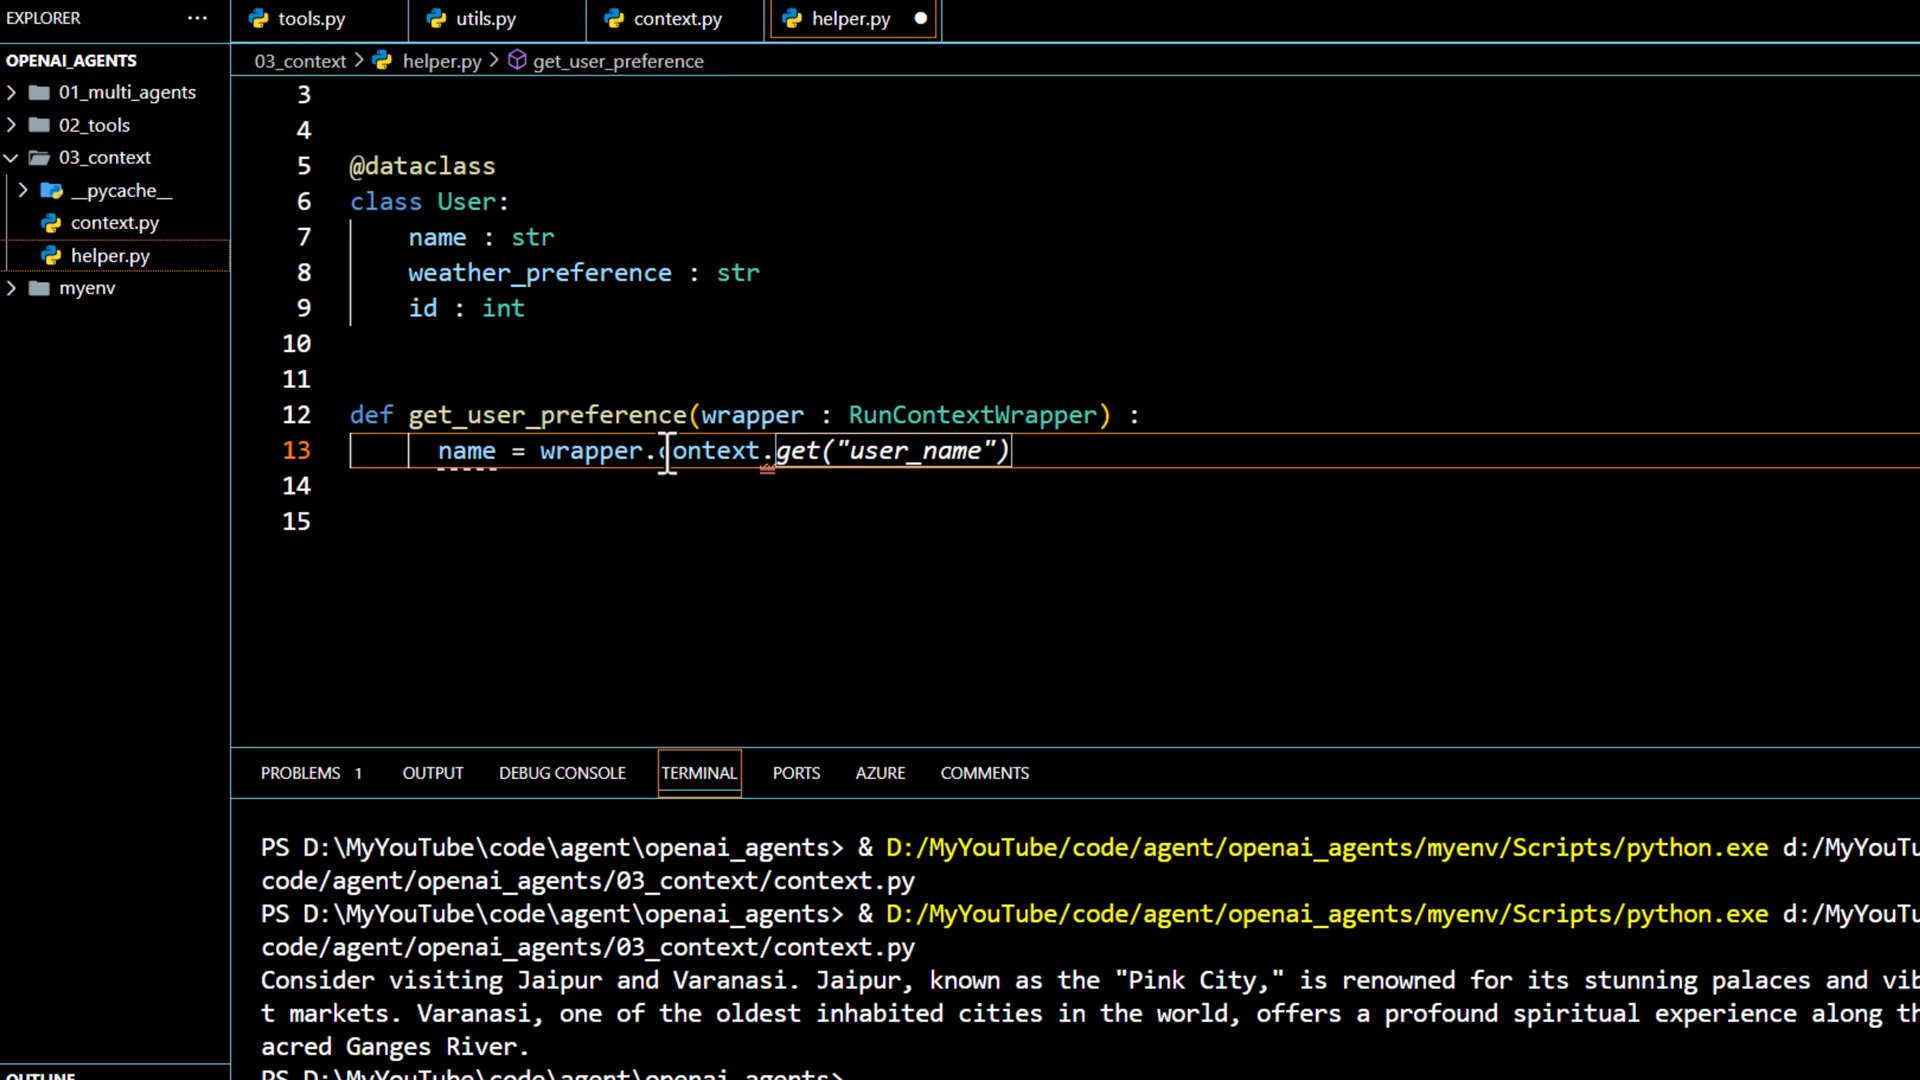 EXPLORER
tools.py
utils.py
context.py
helper.py
OPENAI_AGENTS
01_multi_agents
02_tools
03_context
__pycache__
context.py
helper.py
myenv
03_context > helper.py > get_user_preference
3
4
5 @dataclass
6 class User:
7 name : str
8 weather_preference : str
9 id : int
10
11
12 def get_user_preference(wrapper : RunContextWrapper) :
13 name = wrapper.context.get("user_name")
14
15
PROBLEMS 1 OUTPUT DEBUG CONSOLE TERMINAL PORTS AZURE COMMENTS
PS D:\MyYouTube\code\agent\openai_agents> & D:/MyYouTube/code/agent/openai_agents/myenv/Scripts/python.exe d:/MyYouTu
code/agent/openai_agents/03_context/context.py
PS D:\MyYouTube\code\agent\openai_agents> & D:/MyYouTube/code/agent/openai_agents/myenv/Scripts/python.exe d:/MyYouTu
code/agent/openai_agents/03_context/context.py
Consider visiting Jaipur and Varanasi. Jaipur, known as the "Pink City," is renowned for its stunning palaces and vib
t markets. Varanasi, one of the oldest inhabited cities in the world, offers a profound spiritual experience along th
acred Ganges River.
PS D:\MyYouTube\code\agent\openai_agents>
OUTLINE